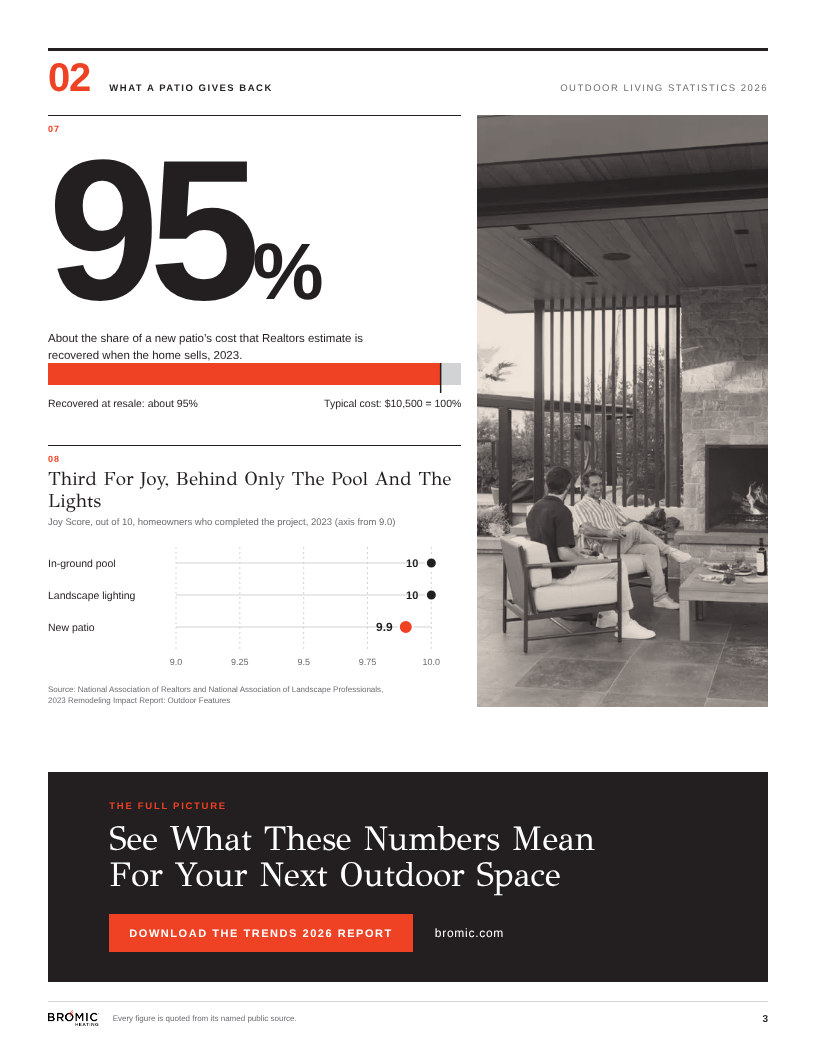 02 WHAT A PATIO GIVES BACK
OUTDOOR LIVING STATISTICS 2026
07
95%
About the share of a new patio's cost that Realtors estimate is
recovered when the home sells, 2023.
Recovered at resale: about 95%
Typical cost: $10,500 = 100%
08
Third For Joy, Behind Only The Pool And The
Lights
Joy Score, out of 10, homeowners who completed the project, 2023 (axis from 9.0)
In-ground pool 10
Landscape lighting 10
New patio 9.9
9.0 9.25 9.5 9.75 10.0
Source: National Association of Realtors and National Association of Landscape Professionals,
2023 Remodeling Impact Report: Outdoor Features
THE FULL PICTURE
See What These Numbers Mean
For Your Next Outdoor Space
DOWNLOAD THE TRENDS 2026 REPORT
bromic.com
BROMIC
HEATING
Every figure is quoted from its named public source.
3